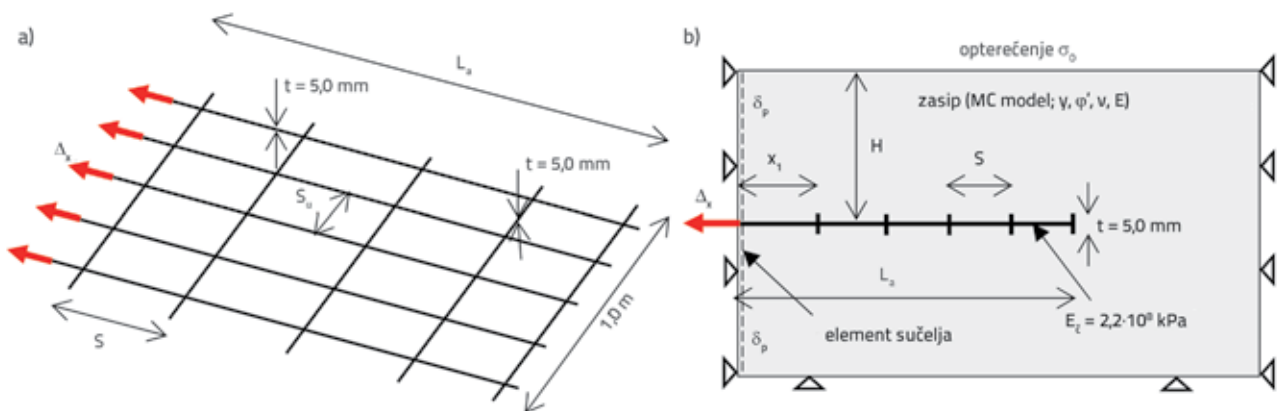 a)
Lₐ
t = 5,0 mm
Δₓ
t = 5,0 mm
Sᵤ
S
1,0 m
b)
opterećenje σ₀
δₚ
zasip (MC model; γ, φ', ν, E)
H
x₁
S
Δₓ
t = 5,0 mm
Lₐ
δₚ
element sučelja
E_č = 2,2·10⁸ kPa